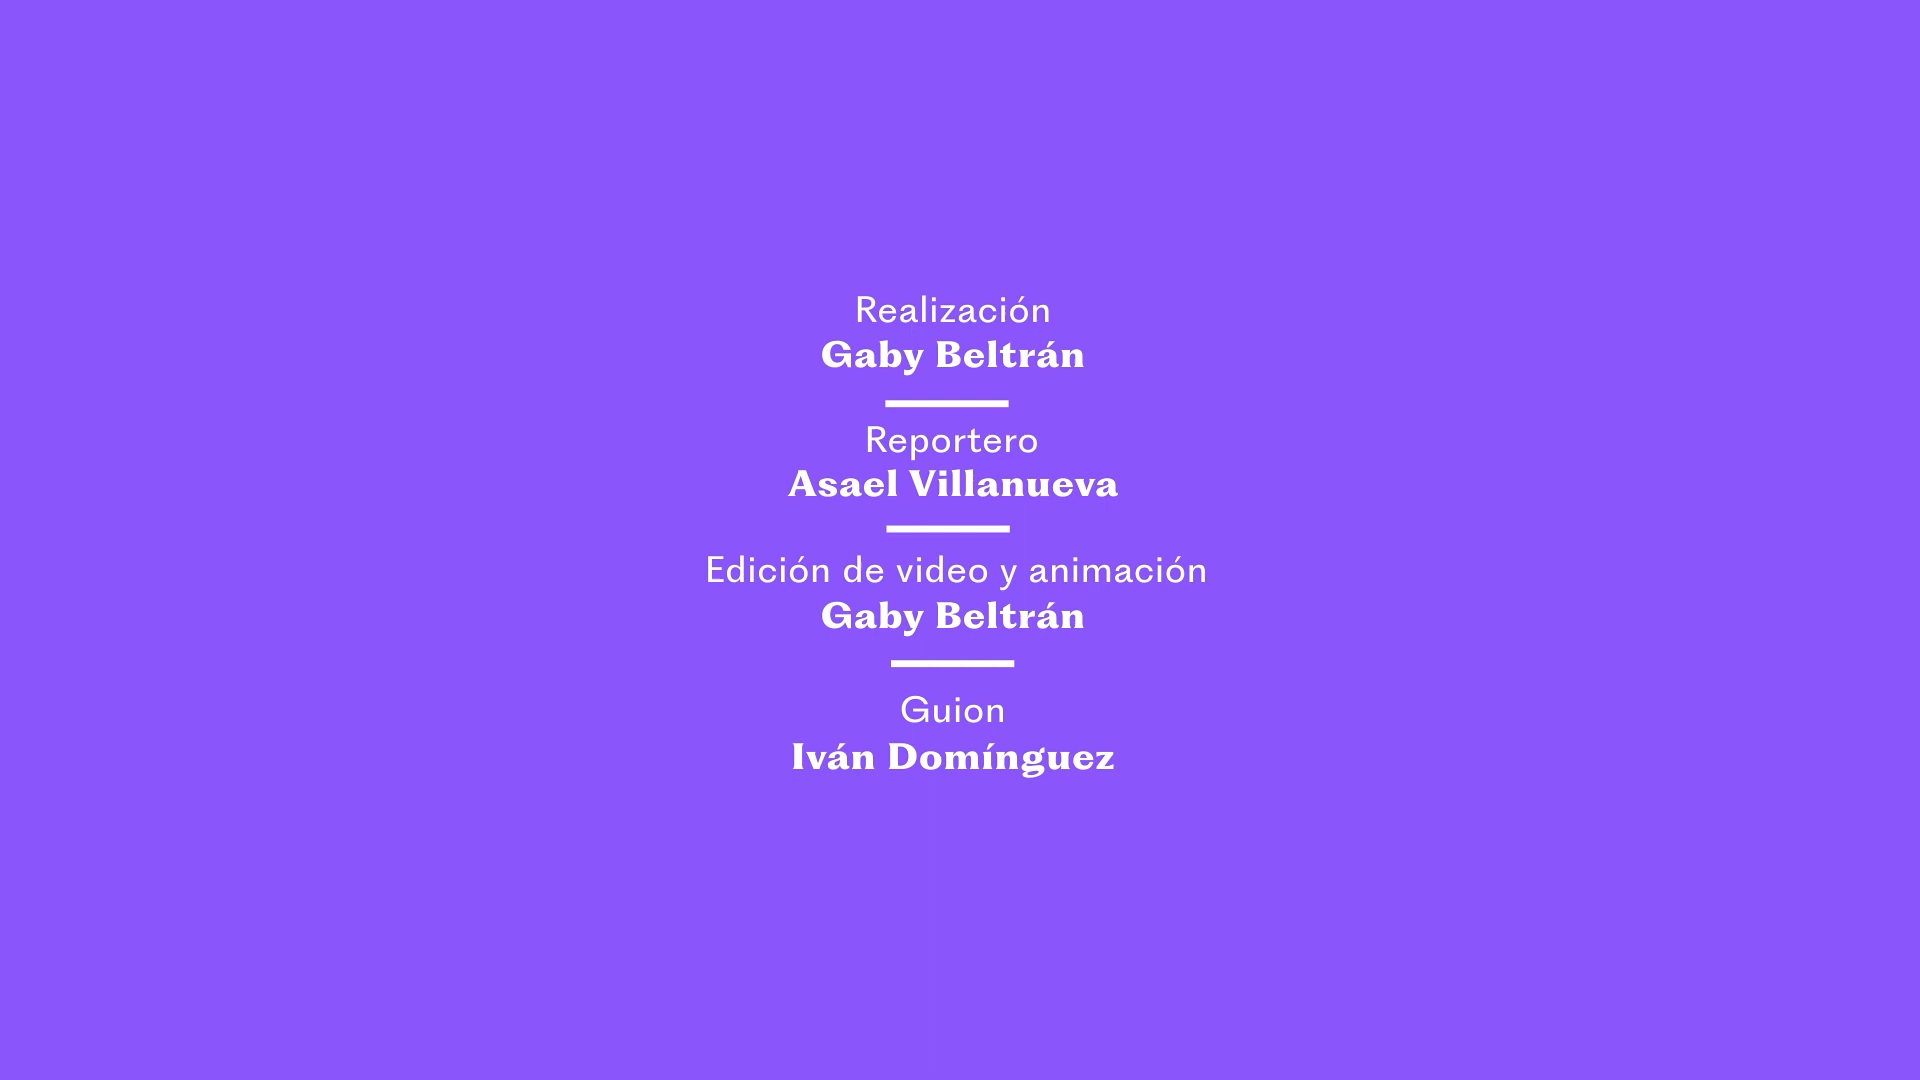 Realización
Gaby Beltrán
Reportero
Asael Villanueva
Edición de video y animación
Gaby Beltrán
Guion
Iván Domínguez